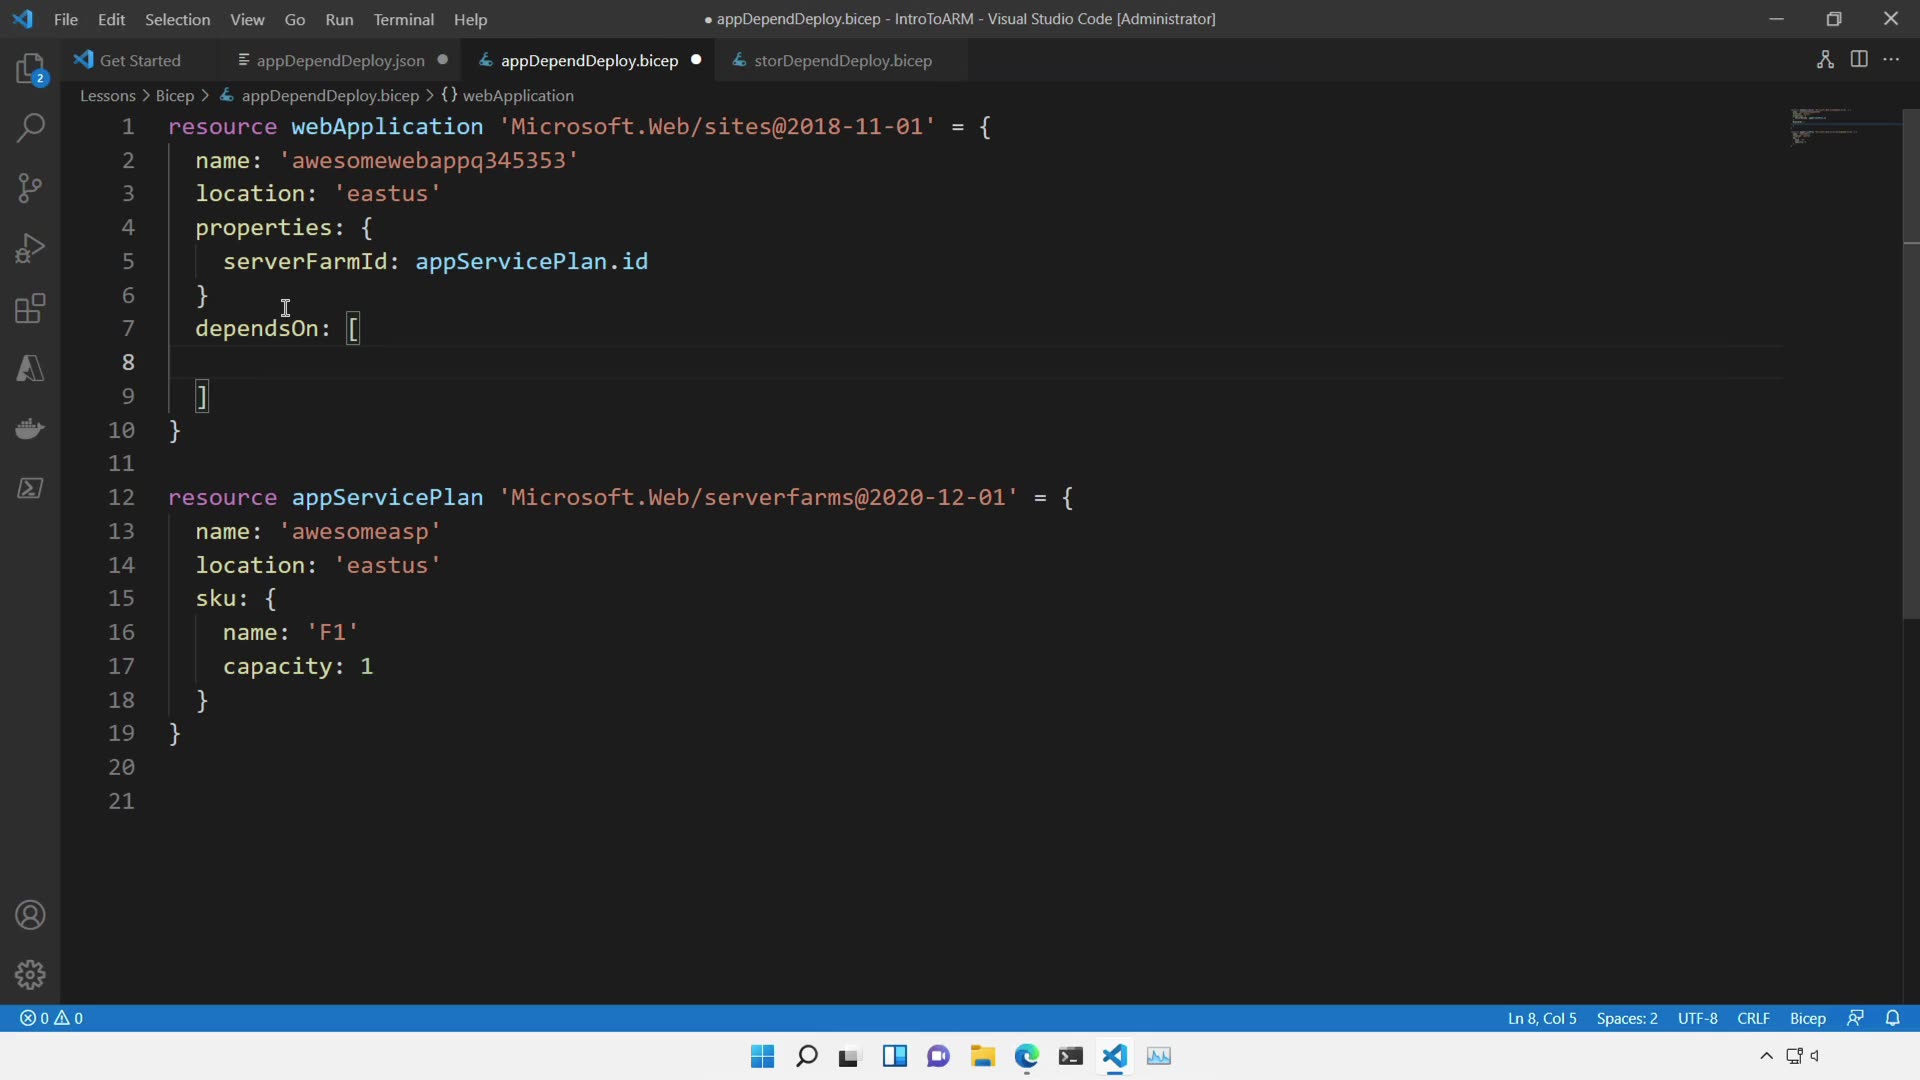 File Edit Selection View Go Run Terminal Help
● appDependDeploy.bicep - IntroToARM - Visual Studio Code [Administrator]
2
Get Started
appDependDeploy.json
appDependDeploy.bicep
storDependDeploy.bicep
Lessons > Bicep > appDependDeploy.bicep > {} webApplication
1 resource webApplication 'Microsoft.Web/sites@2018-11-01' = {
2 name: 'awesomewebappq345353'
3 location: 'eastus'
4 properties: {
5 serverFarmId: appServicePlan.id
6 }
7 dependsOn: [
8
9 ]
10 }
11
12 resource appServicePlan 'Microsoft.Web/serverfarms@2020-12-01' = {
13 name: 'awesomeasp'
14 location: 'eastus'
15 sku: {
16 name: 'F1'
17 capacity: 1
18 }
19 }
20
21
0 0
Ln 8, Col 5 Spaces: 2 UTF-8 CRLF Bicep